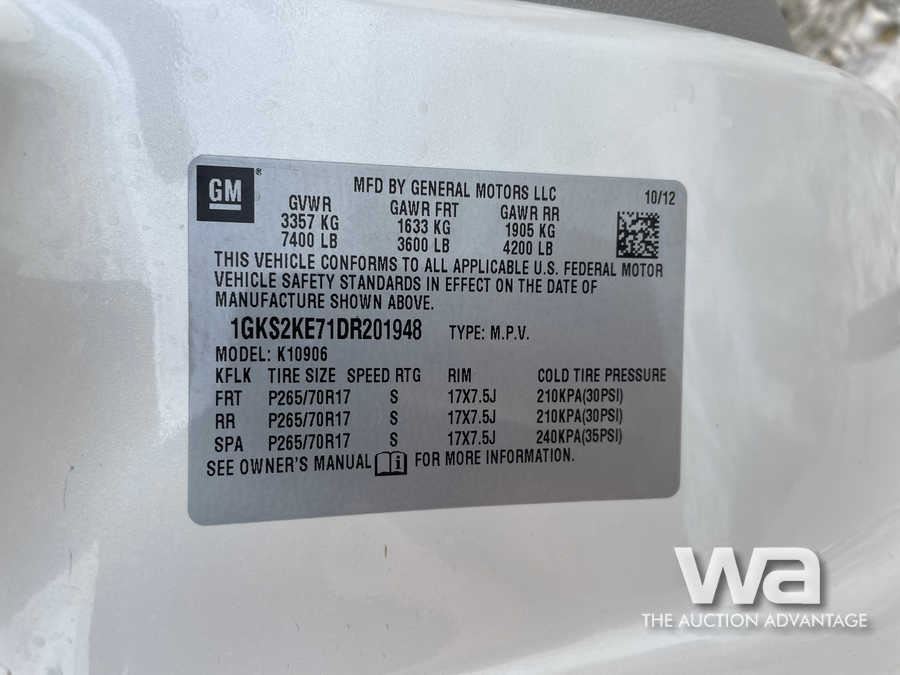 GM
MFD BY GENERAL MOTORS LLC 10/12
GVWR GAWR FRT GAWR RR
3357 KG 1633 KG 1905 KG
7400 LB 3600 LB 4200 LB
THIS VEHICLE CONFORMS TO ALL APPLICABLE U.S. FEDERAL MOTOR
VEHICLE SAFETY STANDARDS IN EFFECT ON THE DATE OF
MANUFACTURE SHOWN ABOVE.
1GKS2KE71DR201948 TYPE: M.P.V.
MODEL: K10906
KFLK TIRE SIZE SPEED RTG RIM COLD TIRE PRESSURE
FRT P265/70R17 S 17X7.5J 210KPA(30PSI)
RR P265/70R17 S 17X7.5J 210KPA(30PSI)
SPA P265/70R17 S 17X7.5J 240KPA(35PSI)
SEE OWNER'S MANUAL i FOR MORE INFORMATION.
wa
THE AUCTION ADVANTAGE